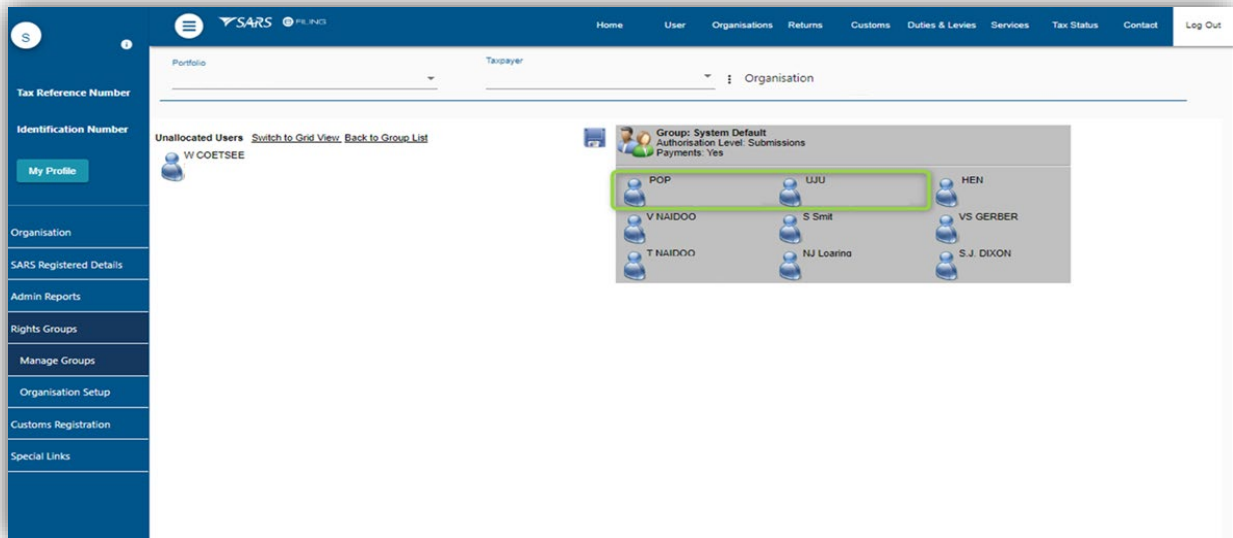 S
SARS eFILING
Home User Organisations Returns Customs Duties & Levies Services Tax Status Contact Log Out
Portfolio
Taxpayer
Organisation
Tax Reference Number
Identification Number
My Profile
Organisation
SARS Registered Details
Admin Reports
Rights Groups
Manage Groups
Organisation Setup
Customs Registration
Special Links
Unallocated Users Switch to Grid View Back to Group List
W COETSEE
Group: System Default
Authorisation Level: Submissions
Payments: Yes
POP UJU HEN
V NAIDOO S Smit VS GERBER
T NAIDOO NJ Loaring S.J. DIXON